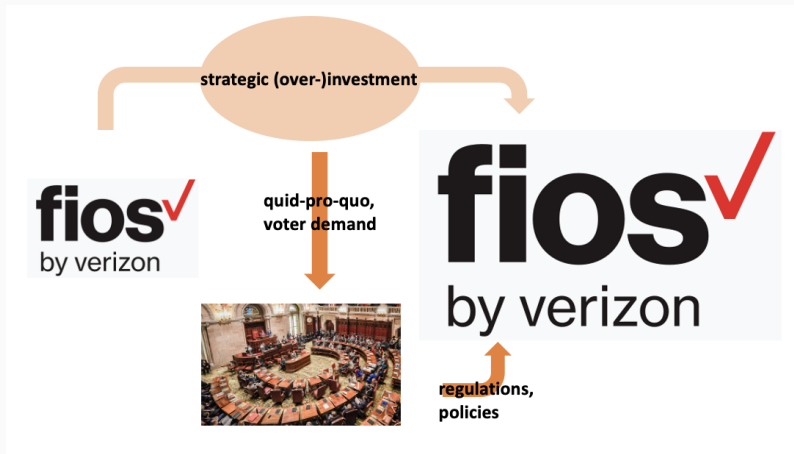 strategic (over-)investment
quid-pro-quo,
voter demand
fios
by verizon
fios
by verizon
regulations,
policies